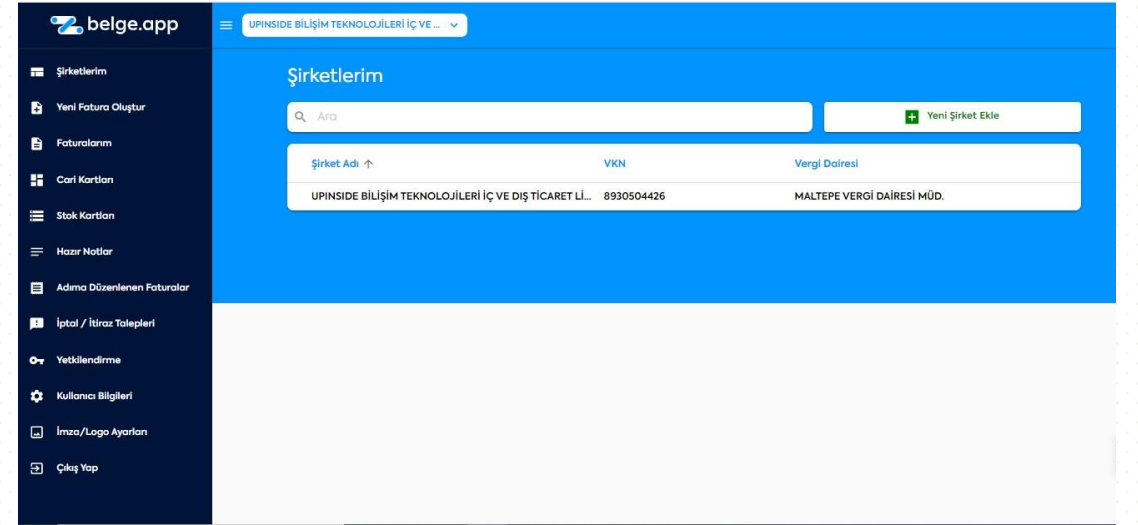 belge.app
UPINSIDE BİLİŞİM TEKNOLOJİLERİ İÇ VE ...
Şirketlerim
Yeni Fatura Oluştur
Faturalarım
Cari Kartları
Stok Kartları
Hazır Notlar
Adıma Düzenlenen Faturalar
İptal / İtiraz Talepleri
Yetkilendirme
Kullanıcı Bilgileri
İmza/Logo Ayarları
Çıkış Yap
Şirketlerim
Ara
Yeni Şirket Ekle
Şirket Adı VKN Vergi Dairesi
UPINSIDE BİLİŞİM TEKNOLOJİLERİ İÇ VE DIŞ TİCARET Lİ... 8930504426 MALTEPE VERGİ DAİRESİ MÜD.